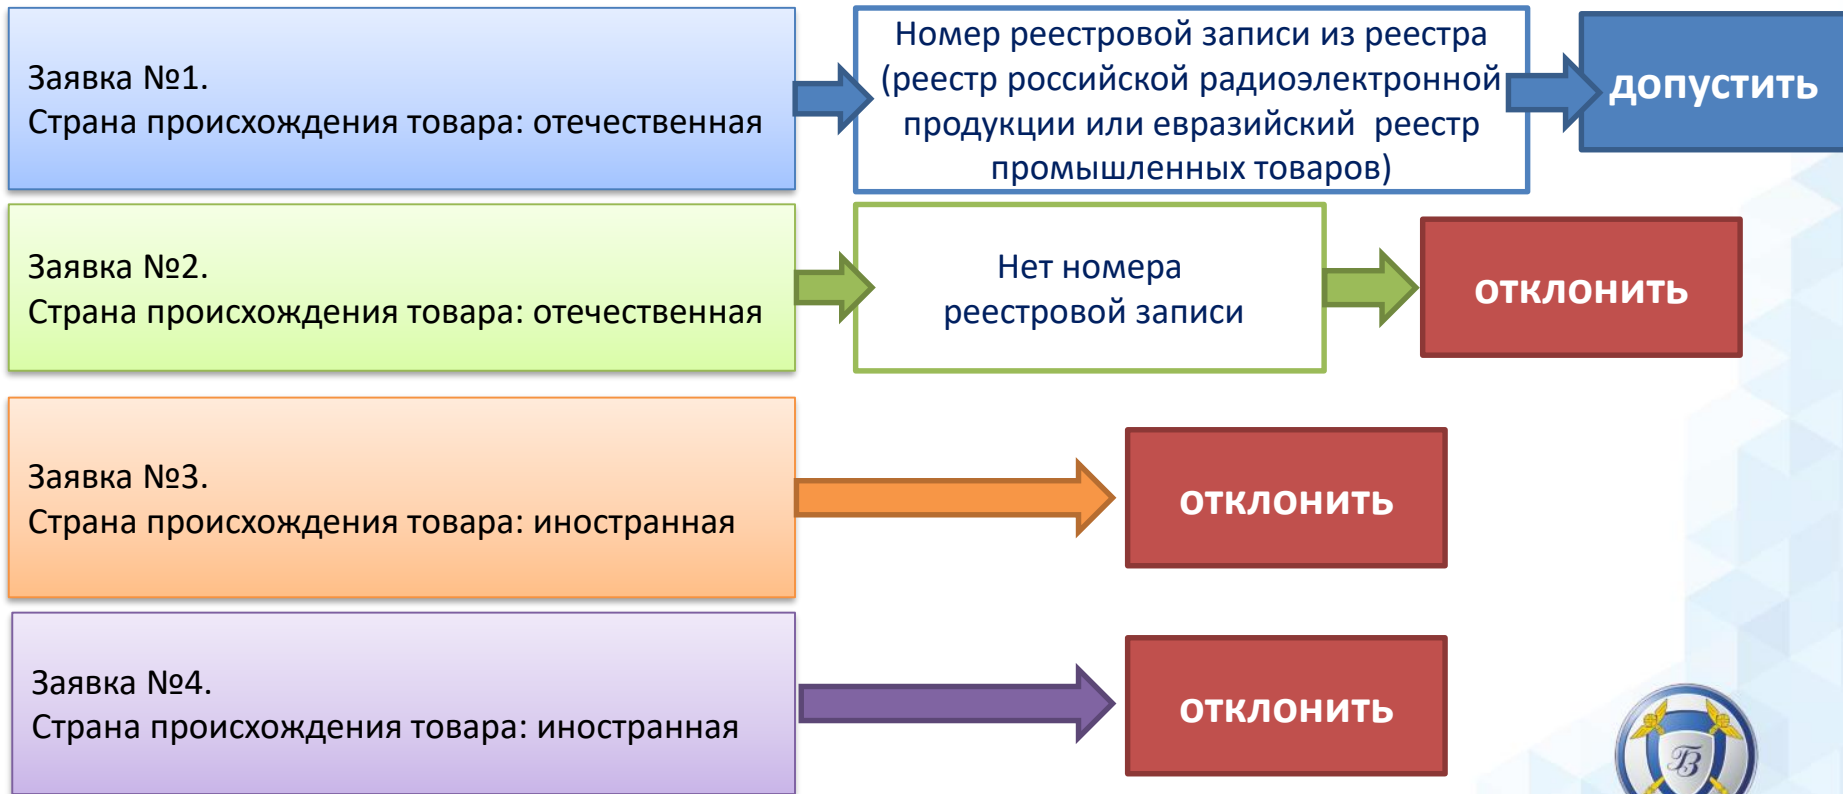 Заявка №1.
Страна происхождения товара: отечественная
Номер реестровой записи из реестра
(реестр российской радиоэлектронной
продукции или евразийский реестр
промышленных товаров)
допустить
Заявка №2.
Страна происхождения товара: отечественная
Нет номера
реестровой записи
отклонить
Заявка №3.
Страна происхождения товара: иностранная
отклонить
Заявка №4.
Страна происхождения товара: иностранная
отклонить
Б